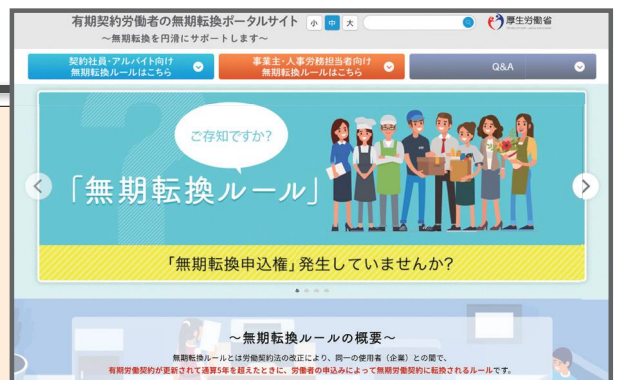 有期契約労働者の無期転換ポータルサイト 小 中 大 厚生労働省
～無期転換を円滑にサポートします～
契約社員・アルバイト向け
無期転換ルールはこちら
事業主・人事労務担当者向け
無期転換ルールはこちら
Q&A
ご存知ですか?
「無期転換ルール」
「無期転換申込権」発生していませんか?
～無期転換ルールの概要～
無期転換ルールとは労働契約法の改正により、同一の使用者（企業）との間で、
有期労働契約が更新されて通算5年を超えたときに、労働者の申込みによって無期労働契約に転換されるルールです。